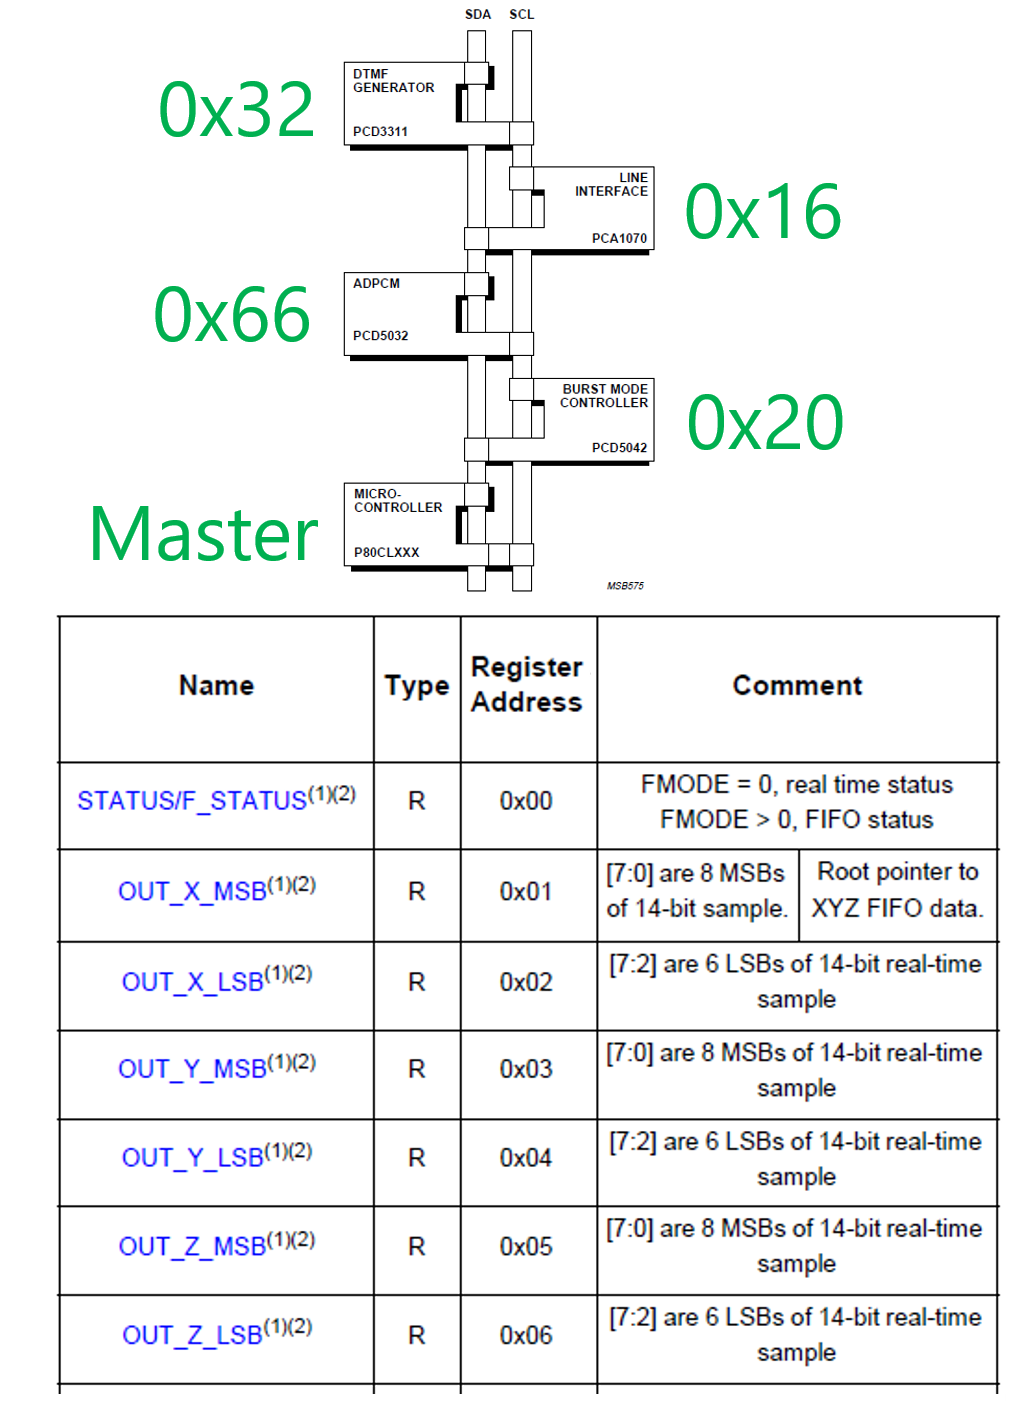 SDA SCL
DTMF
GENERATOR
PCD3311
0x32
LINE
INTERFACE
PCA1070
0x16
ADPCM
PCD5032
0x66
BURST MODE
CONTROLLER
PCD5042
0x20
MICRO-
CONTROLLER
P80CLXXX
Master
MSB575
Name Type Register Address Comment
STATUS/F_STATUS(1)(2) R 0x00 FMODE = 0, real time status
FMODE > 0, FIFO status
OUT_X_MSB(1)(2) R 0x01 [7:0] are 8 MSBs of 14-bit sample. Root pointer to XYZ FIFO data.
OUT_X_LSB(1)(2) R 0x02 [7:2] are 6 LSBs of 14-bit real-time sample
OUT_Y_MSB(1)(2) R 0x03 [7:0] are 8 MSBs of 14-bit real-time sample
OUT_Y_LSB(1)(2) R 0x04 [7:2] are 6 LSBs of 14-bit real-time sample
OUT_Z_MSB(1)(2) R 0x05 [7:0] are 8 MSBs of 14-bit real-time sample
OUT_Z_LSB(1)(2) R 0x06 [7:2] are 6 LSBs of 14-bit real-time sample